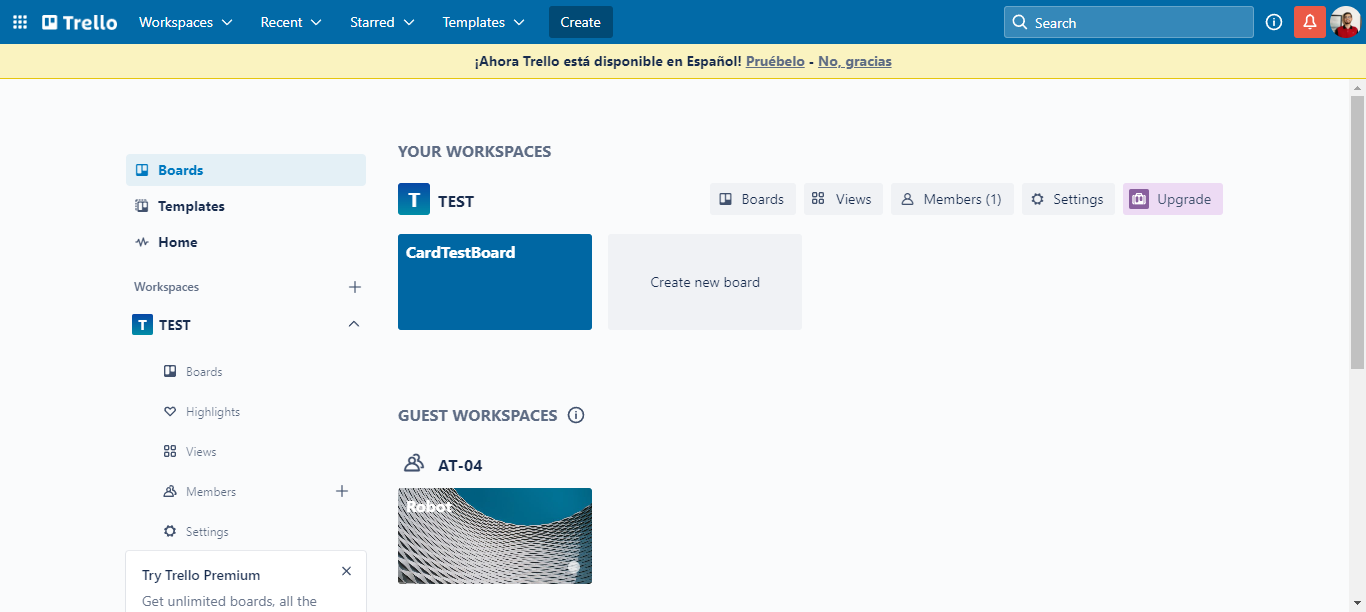 Trello Workspaces Recent Starred Templates Create Search
¡Ahora Trello está disponible en Español! Pruébelo - No, gracias
Boards
Templates
Home
Workspaces
T TEST
Boards
Highlights
Views
Members
Settings
Try Trello Premium
Get unlimited boards, all the
YOUR WORKSPACES
T TEST Boards Views Members (1) Settings Upgrade
CardTestBoard
Create new board
GUEST WORKSPACES
AT-04
Robot